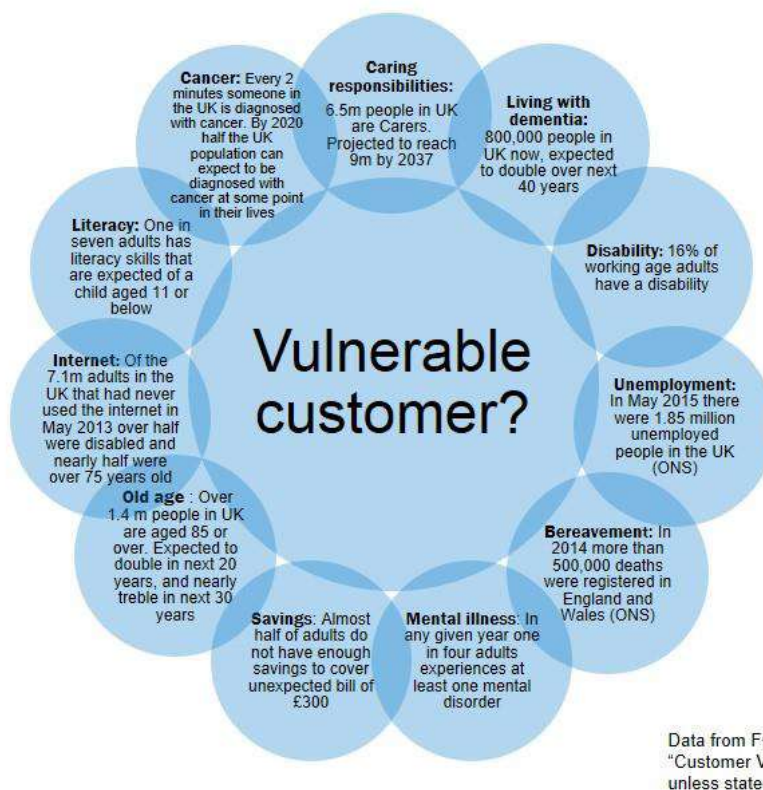 Vulnerable
customer?
Caring
responsibilities:
6.5m people in UK
are Carers.
Projected to reach
9m by 2037
Living with
dementia:
800,000 people in
UK now, expected
to double over next
40 years
Disability: 16% of
working age adults
have a disability
Unemployment:
In May 2015 there
were 1.85 million
unemployed
people in the UK
(ONS)
Bereavement: In
2014 more than
500,000 deaths
were registered in
England and
Wales (ONS)
Mental illness: In
any given year one
in four adults
experiences at
least one mental
disorder
Savings: Almost
half of adults do
not have enough
savings to cover
unexpected bill of
£300
Old age : Over
1.4 m people in UK
are aged 85 or
over. Expected to
double in next 20
years, and nearly
treble in next 30
years
Internet: Of the
7.1m adults in the
UK that had never
used the internet in
May 2013 over half
were disabled and
nearly half were
over 75 years old
Literacy: One in
seven adults has
literacy skills that
are expected of a
child aged 11 or
below
Cancer: Every 2
minutes someone in
the UK is diagnosed
with cancer. By 2020
half the UK
population can
expect to be
diagnosed with
cancer at some point
in their lives
Data from
"Customer
unless